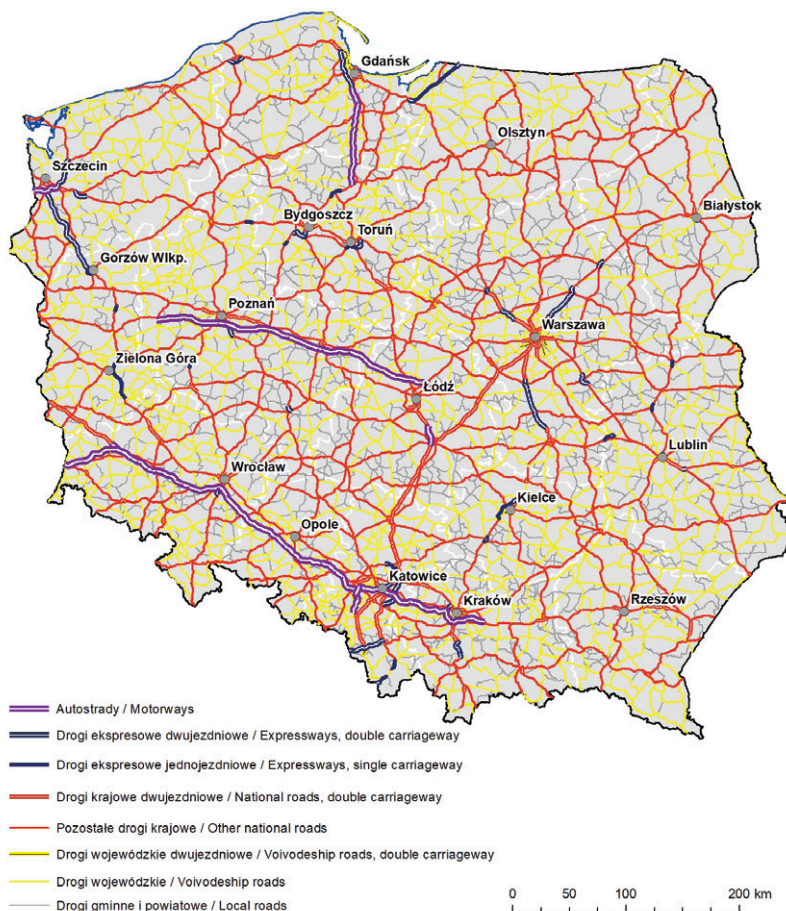 Gdańsk
Olsztyn
Szczecin
Białystok
Bydgoszcz
Toruń
Gorzów Wlkp.
Poznań
Warszawa
Zielona Góra
Łódź
Lublin
Wrocław
Kielce
Opole
Katowice
Kraków
Rzeszów
Autostrady / Motorways
Drogi ekspresowe dwujezdniowe / Expressways, double carriageway
Drogi ekspresowe jednojezdniowe / Expressways, single carriageway
Drogi krajowe dwujezdniowe / National roads, double carriageway
Pozostałe drogi krajowe / Other national roads
Drogi wojewódzkie dwujezdniowe / Voivodeship roads, double carriageway
Drogi wojewódzkie / Voivodeship roads
Drogi gminne i powiatowe / Local roads
0 50 100 200 km